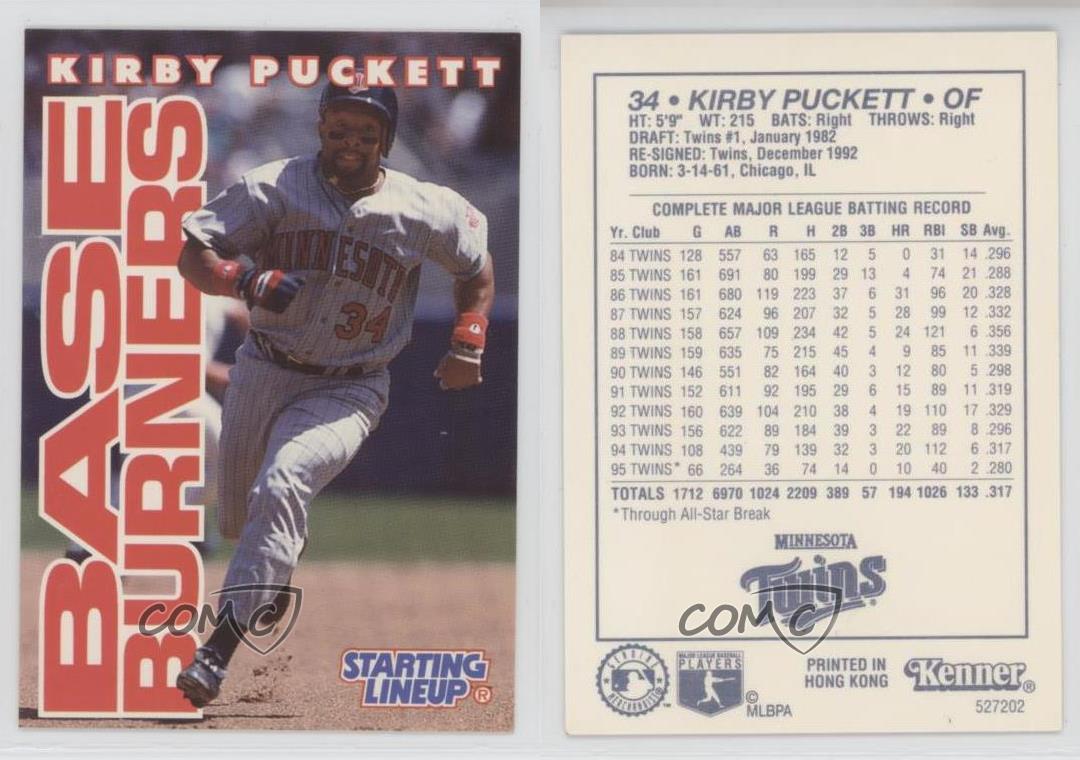 KIRBY PUCKETT
BASE
BURNERS
MINNESOTA
34
STARTING
LINEUP®
COMC
34 • KIRBY PUCKETT • OF
HT: 5'9" WT: 215 BATS: Right THROWS: Right
DRAFT: Twins #1, January 1982
RE-SIGNED: Twins, December 1992
BORN: 3-14-61, Chicago, IL
COMPLETE MAJOR LEAGUE BATTING RECORD
Yr. Club G AB R H 2B 3B HR RBI SB Avg.
84 TWINS 128 557 63 165 12 5 0 31 14 .296
85 TWINS 161 691 80 199 29 13 4 74 21 .288
86 TWINS 161 680 119 223 37 6 31 96 20 .328
87 TWINS 157 624 96 207 32 5 28 99 12 .332
88 TWINS 158 657 109 234 42 5 24 121 6 .356
89 TWINS 159 635 75 215 45 4 9 85 11 .339
90 TWINS 146 551 82 164 40 3 12 80 5 .298
91 TWINS 152 611 92 195 29 6 15 89 11 .319
92 TWINS 160 639 104 210 38 4 19 110 17 .329
93 TWINS 156 622 89 184 39 3 22 89 8 .296
94 TWINS 108 439 79 139 32 3 20 112 6 .317
95 TWINS* 66 264 36 74 14 0 10 40 2 .280
TOTALS 1712 6970 1024 2209 389 57 194 1026 133 .317
*Through All-Star Break
MINNESOTA
Twins®
COMC
GENUINE
MERCHANDISE
™
MAJOR LEAGUE BASEBALL
PLAYERS
©
MLBPA
PRINTED IN
HONG KONG
Kenner®
527202